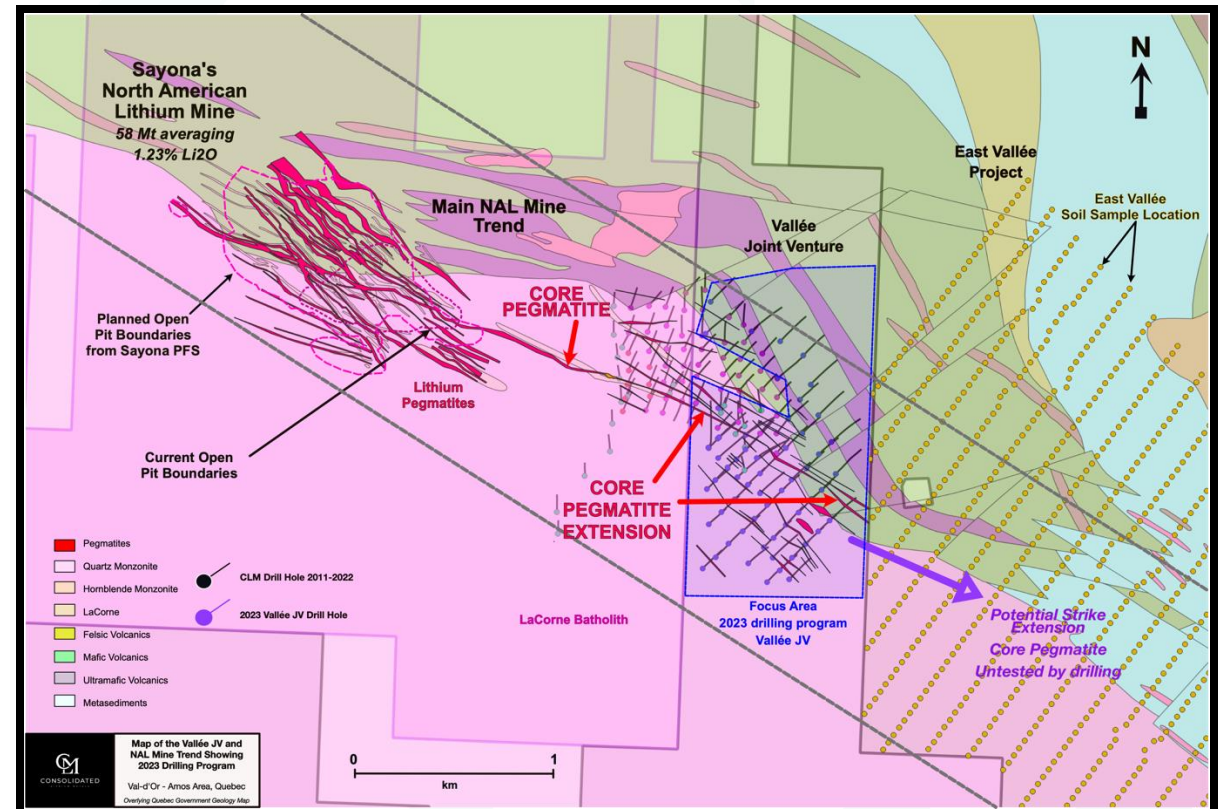 Sayona's
North American
Lithium Mine
58 Mt averaging
1.23% Li2O
N
East Vallée
Project
East Vallée
Soil Sample Location
Main NAL Mine
Trend
Vallée
Joint Venture
CORE
PEGMATITE
Planned Open
Pit Boundaries
from Sayona PFS
Lithium
Pegmatites
Current Open
Pit Boundaries
CORE
PEGMATITE
EXTENSION
Pegmatites
Quartz Monzonite
Hornblende Monzonite
LaCorne
Felsic Volcanics
Mafic Volcanics
Ultramafic Volcanics
Metasediments
CLM Drill Hole 2011-2022
2023 Vallée JV Drill Hole
LaCorne Batholith
Focus Area
2023 drilling program
Vallée JV
Potential Strike
Extension
Core Pegmatite
Untested by drilling
CONSOLIDATED
Map of the Vallée JV and
NAL Mine Trend Showing
2023 Drilling Program
Val-d'Or - Amos Area, Quebec
Overlying Quebec Government Geology Map
0 1
km